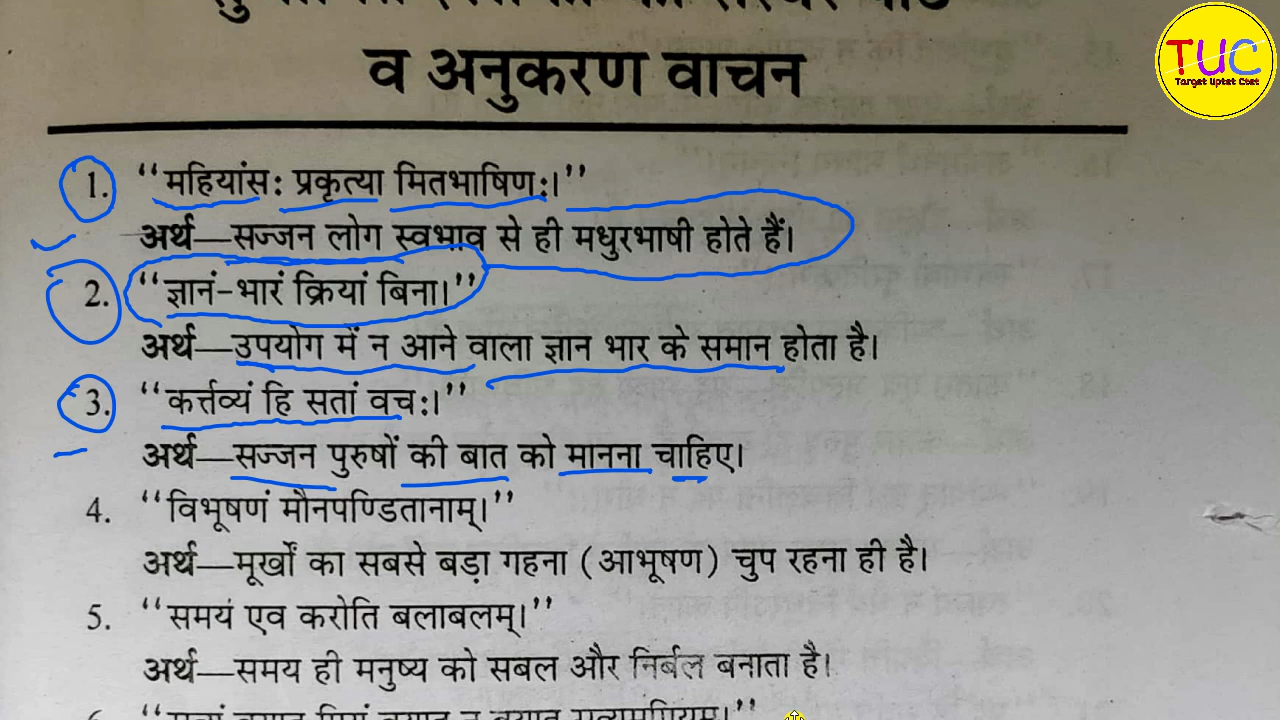 व अनुकरण वाचन
TUC
Target Uptet Ctet
1. ‘‘महियांसः प्रकृत्या मितभाषिणः।’’
अर्थ—सज्जन लोग स्वभाव से ही मधुरभाषी होते हैं।
2. ‘‘ज्ञानं-भारं क्रियां बिना।’’
अर्थ—उपयोग में न आने वाला ज्ञान भार के समान होता है।
3. ‘‘कर्त्तव्यं हि सतां वचः।’’
अर्थ—सज्जन पुरुषों की बात को मानना चाहिए।
4. ‘‘विभूषणं मौनपण्डितानाम्।’’
अर्थ—मूर्खों का सबसे बड़ा गहना (आभूषण) चुप रहना ही है।
5. ‘‘समयं एव करोति बलाबलम्।’’
अर्थ—समय ही मनुष्य को सबल और निर्बल बनाता है।